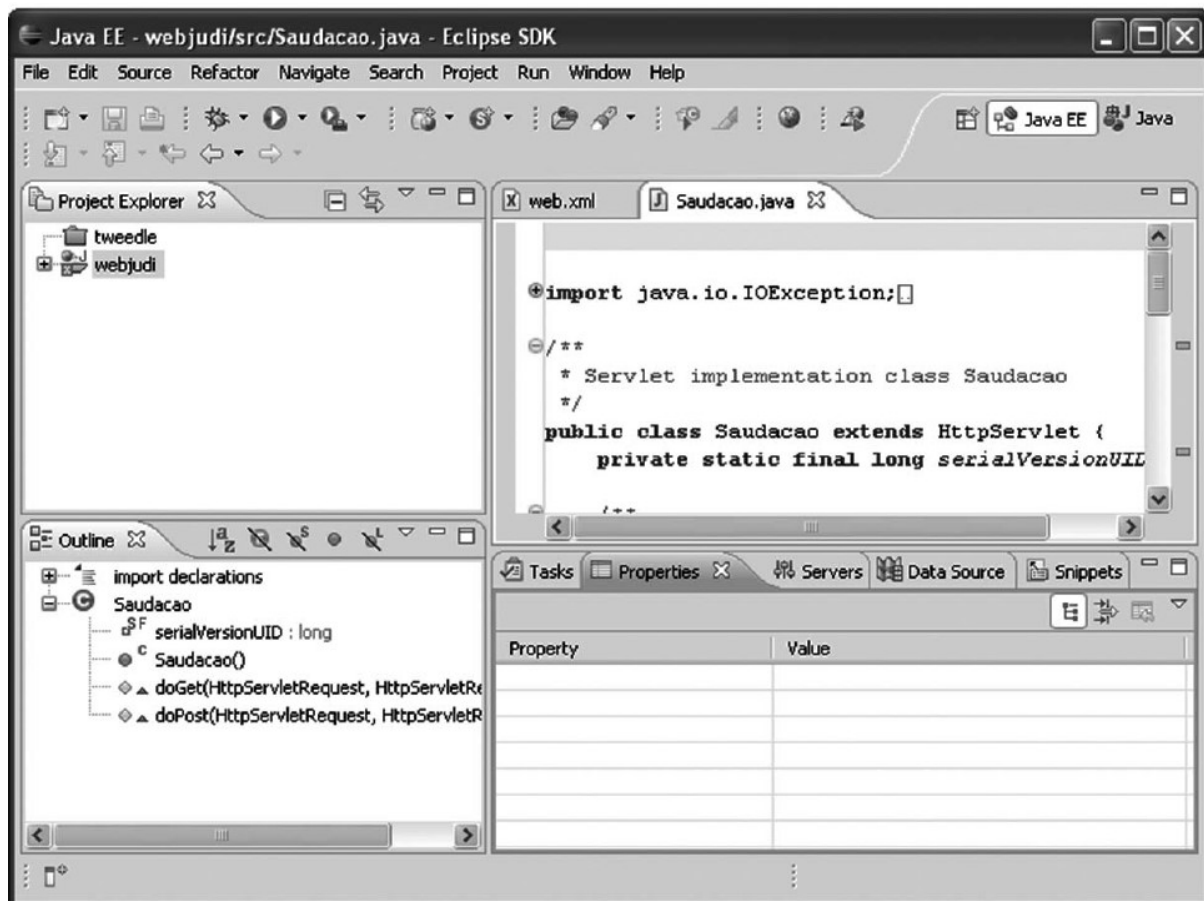 Java EE - webjudi/src/Saudacao.java - Eclipse SDK
File Edit Source Refactor Navigate Search Project Run Window Help
Java EE
Java
Project Explorer
tweedle
webjudi
web.xml
Saudacao.java
import java.io.IOException;
/**
* Servlet implementation class Saudacao
*/
public class Saudacao extends HttpServlet {
private static final long serialVersionUID
/**
Outline
import declarations
Saudacao
serialVersionUID : long
Saudacao()
doGet(HttpServletRequest, HttpServletRe
doPost(HttpServletRequest, HttpServletR
Tasks
Properties
Servers
Data Source
Snippets
Property Value